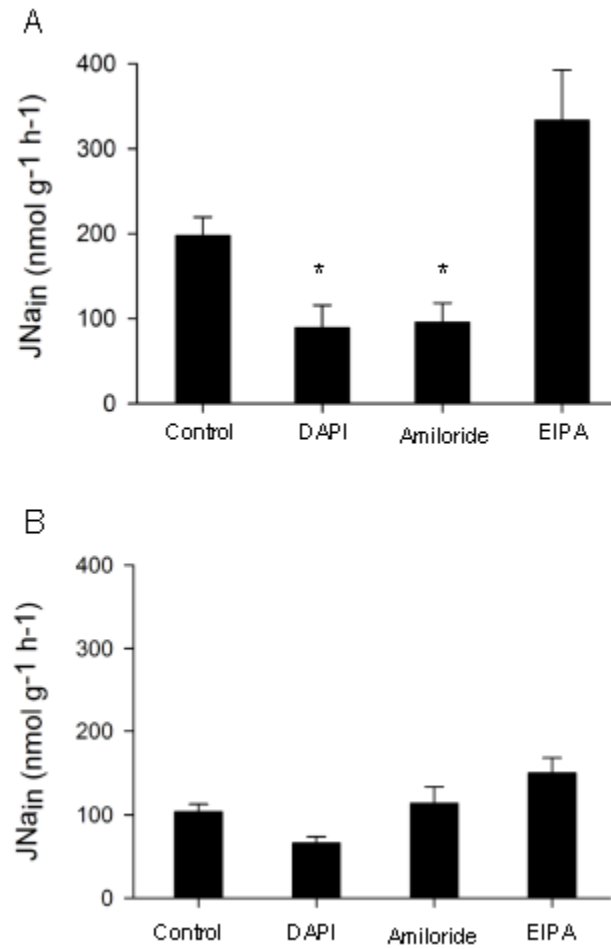 A
400
300
200
100
0
JNain (nmol g-1 h-1)
* *
Control DAPI Amiloride EIPA
B
400
300
200
100
0
JNain (nmol g-1 h-1)
Control DAPI Amiloride EIPA